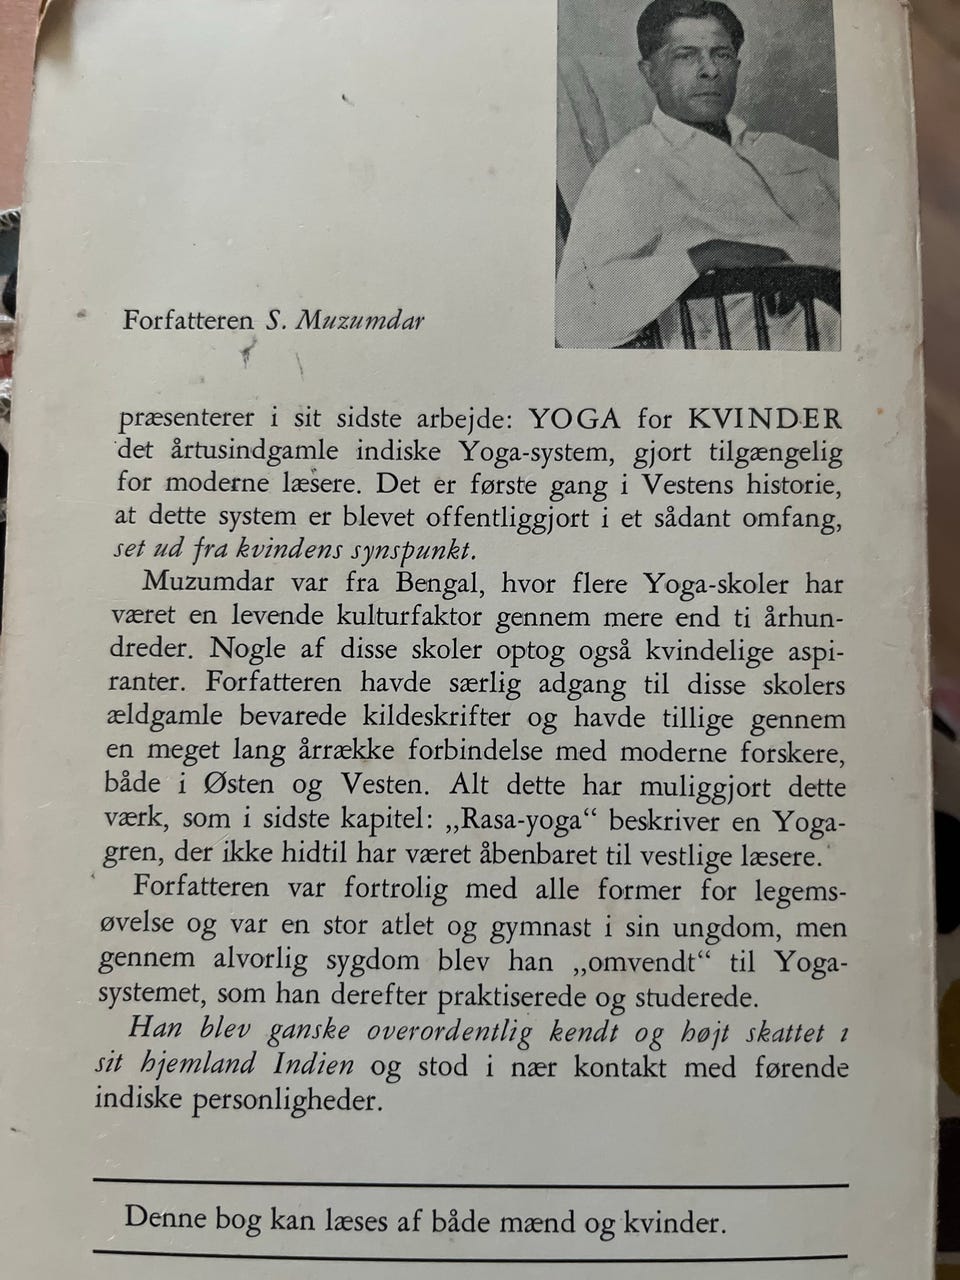 Forfatteren S. Muzumdar
præsenterer i sit sidste arbejde: YOGA for KVINDER
det årtusindgamle indiske Yoga-system, gjort tilgængelig
for moderne læsere. Det er første gang i Vestens historie,
at dette system er blevet offentliggjort i et sådant omfang,
set ud fra kvindens synspunkt.
Muzumdar var fra Bengal, hvor flere Yoga-skoler har
været en levende kulturfaktor gennem mere end ti århun-
dreder. Nogle af disse skoler optog også kvindelige aspi-
ranter. Forfatteren havde særlig adgang til disse skolers
ældgamle bevarede kildeskrifter og havde tillige gennem
en meget lang årrække forbindelse med moderne forskere,
både i Østen og Vesten. Alt dette har muliggjort dette
værk, som i sidste kapitel: „Rasa-yoga“ beskriver en Yoga-
gren, der ikke hidtil har været åbenbaret til vestlige læsere.
Forfatteren var fortrolig med alle former for legems-
øvelse og var en stor atlet og gymnast i sin ungdom, men
gennem alvorlig sygdom blev han „omvendt“ til Yoga-
systemet, som han derefter praktiserede og studerede.
Han blev ganske overordentlig kendt og højt skattet i
sit hjemland Indien og stod i nær kontakt med førende
indiske personligheder.
Denne bog kan læses af både mænd og kvinder.